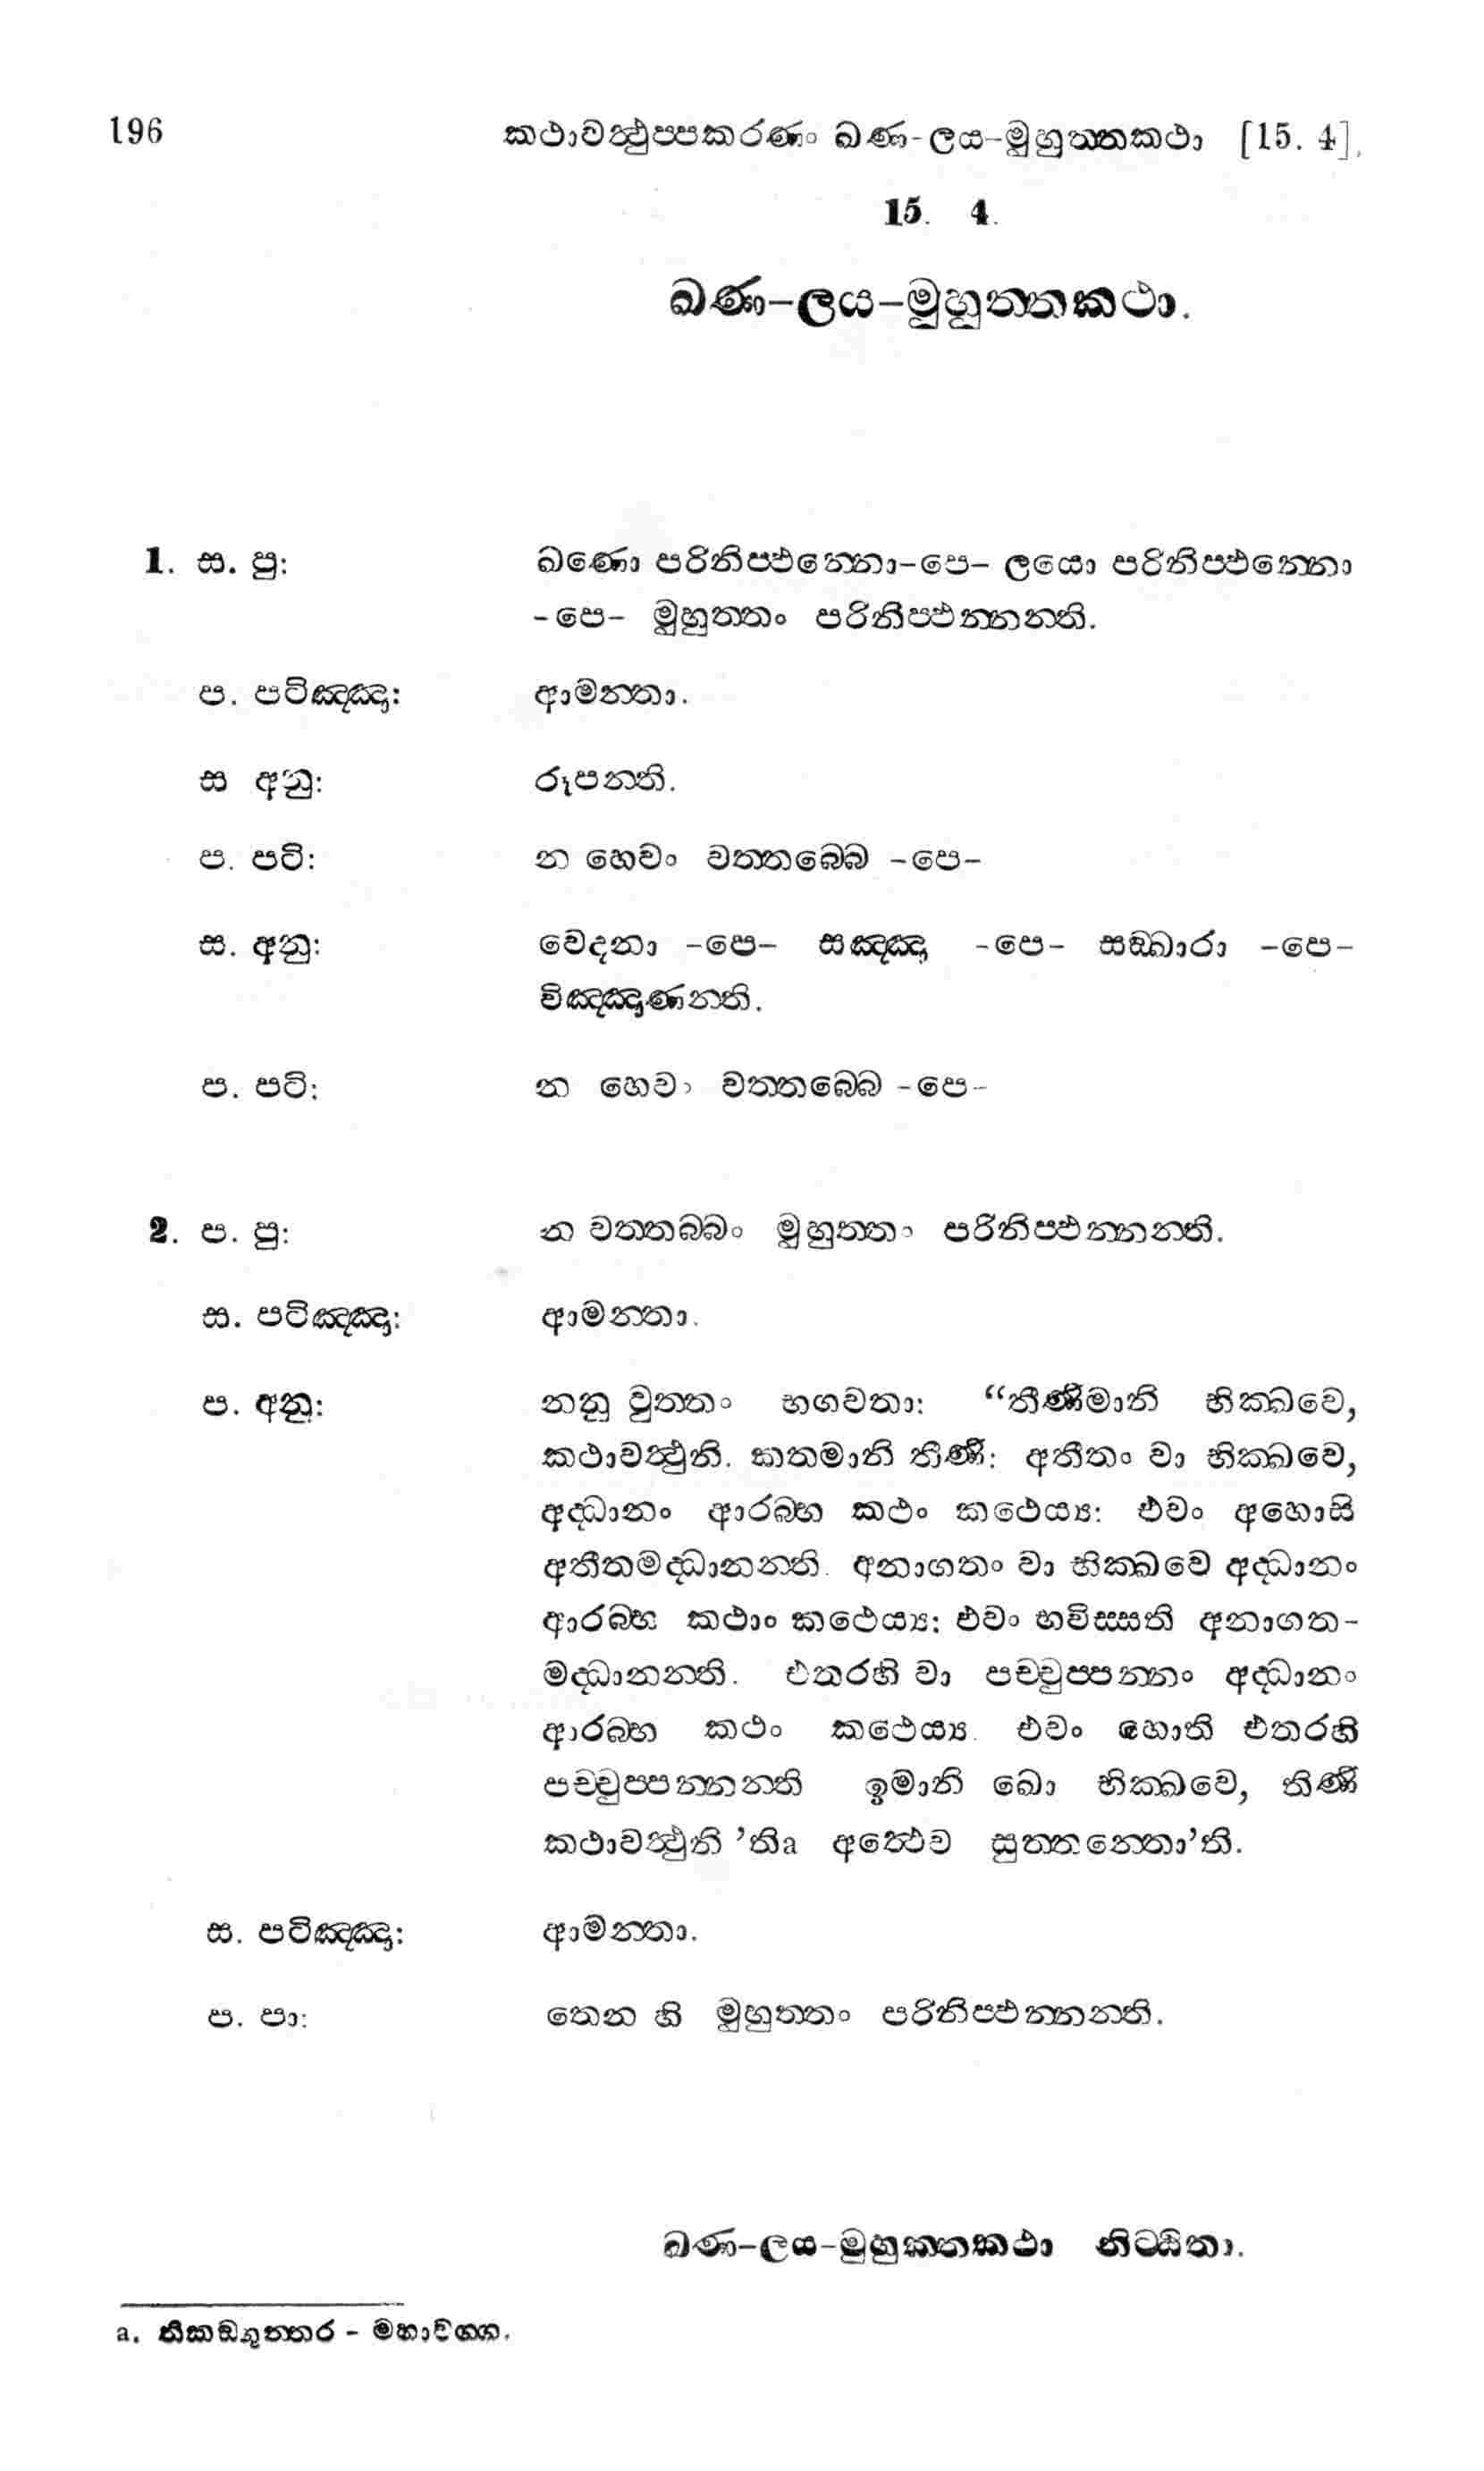 196 කථාවත්‍ථුප්පකරණං ඛණ-ලය-මුහුත්තකථා [15. 4].
15. 4.
ඛණ-ලය-මුහුත්තකථා.
1. ස. පු: ඛණො පරිනිප්ඵන්නො-පෙ- ලයො පරිනිප්ඵන්නො
-පෙ- මුහුත්තං පරිනිප්ඵන්නන්ති.
ප. පටිඤ්ඤා: ආමන්තා.
ස අනු: රූපන්ති.
ප. පටි: න හෙවං වත්තබ්බෙ -පෙ-
ස. අනු: වෙදනා -පෙ- සඤ්ඤා -පෙ- සඞ්ඛාරා -පෙ-
විඤ්ඤාණන්ති.
ප. පටි: න හෙවං වත්තබ්බෙ -පෙ-
2. ප. පු: න වත්තබ්බං මුහුත්තං පරිනිප්ඵන්නන්ති.
ස. පටිඤ්ඤා: ආමන්තා.
ප. අනු: නනු වුත්තං භගවතා: “තීණිමානි භික්ඛවෙ,
කථාවත්‍ථුනි. කතමානි තීණි: අතීතං වා භික්ඛවෙ,
අද්ධානං ආරබ්භ කථං කථෙය්‍ය: එවං අහොසි
අතීතමද්ධානන්ති. අනාගතං වා භික්ඛවෙ අද්ධානං
ආරබ්භ කථාං කථෙය්‍ය: එවං භවිස්සති අනාගත-
මද්ධානන්ති. එතරහි වා පච්චුප්පන්නං අද්ධානං
ආරබ්භ කථං කථෙය්‍ය. එවං හොති එතරහි
පච්චුප්පන්නන්ති ඉමානි ඛො භික්ඛවෙ, තිණි
කථාවත්‍ථුනි ’තිa අත්‍ථෙව සුත්තන්තො’ති.
ස. පටිඤ්ඤා: ආමන්තා.
ප. පා: තෙන හි මුහුත්තං පරිනිප්ඵන්නන්ති.
ඛණ-ලය-මුහුත්තකථා නිට්ඨිතා.
a. තිකඞ්ගුත්තර - මහාවග්ග.